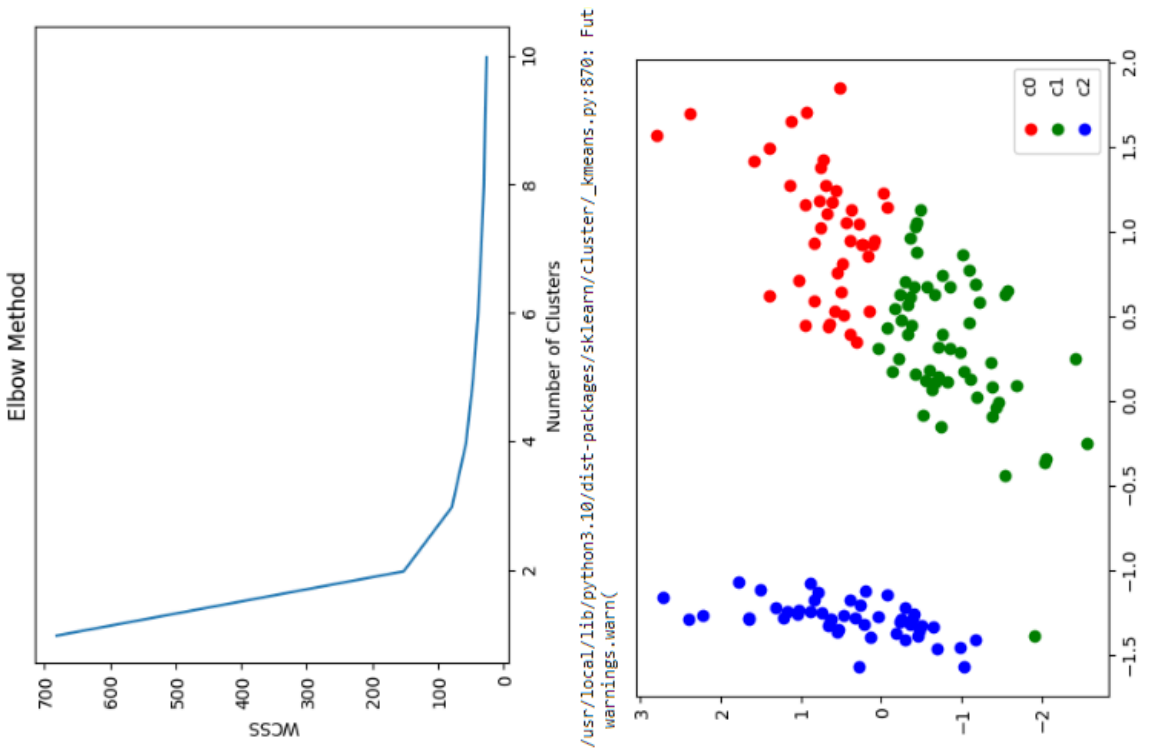 Elbow Method
700
600
500
400
300
200
100
0
WCSS
2 4 6 8 10
Number of Clusters
/usr/local/lib/python3.10/dist-packages/sklearn/cluster/_kmeans.py:870: Fut
warnings.warn(
3
2
1
0
−1
−2
c0
c1
c2
−1.5 −1.0 −0.5 0.0 0.5 1.0 1.5 2.0